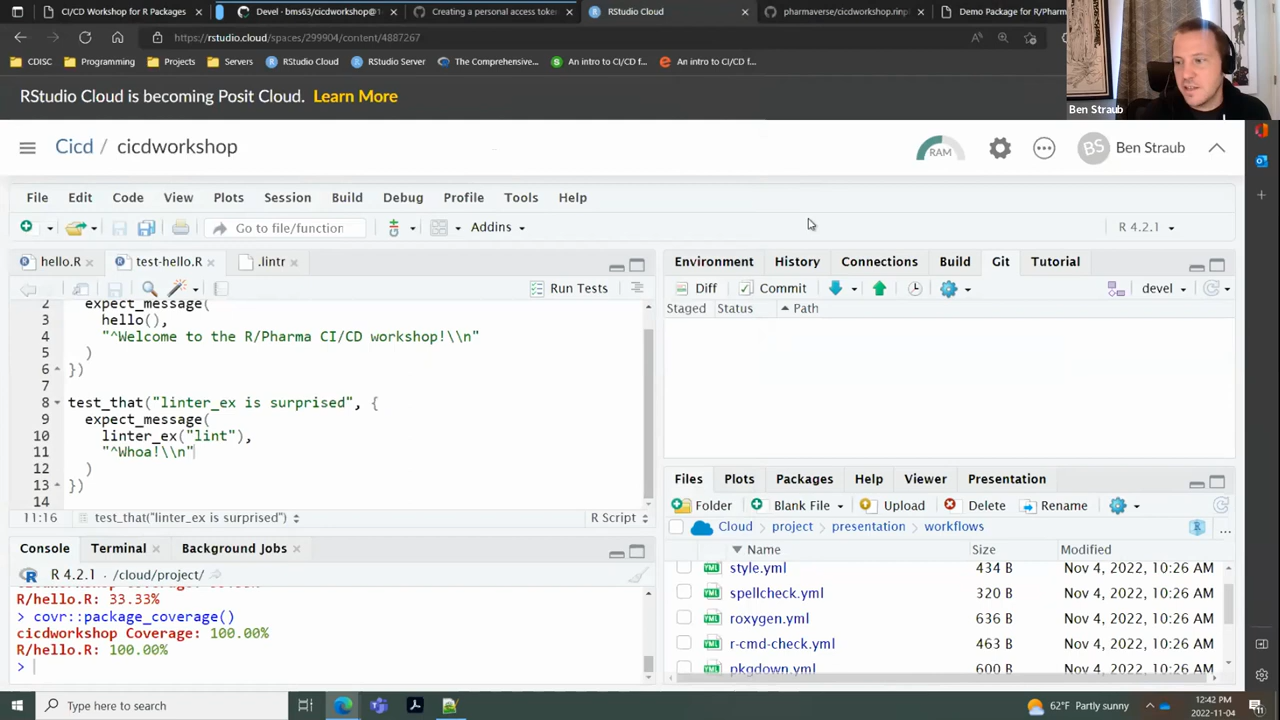 CI/CD Workshop for R Packages
Devel - bms63/cicdworkshop@1
Creating a personal access toke
RStudio Cloud
pharmaverse/cicdworkshop.rinp
Demo Package for R/Pharm
https://rstudio.cloud/spaces/299904/content/4887267
CDISC
Programming
Projects
Servers
RStudio Cloud
RStudio Server
The Comprehensive...
An intro to CI/CD f...
An intro to CI/CD f...
Ben Straub
RStudio Cloud is becoming Posit Cloud. Learn More
Cicd / cicdworkshop
RAM
BS
Ben Straub
File Edit Code View Plots Session Build Debug Profile Tools Help
Go to file/function
Addins
R 4.2.1
hello.R
test-hello.R
.lintr
Run Tests
2 expect_message(
3 hello(),
4 "^Welcome to the R/Pharma CI/CD workshop!\\n"
5 )
6 })
7
8 test_that("linter_ex is surprised", {
9 expect_message(
10 linter_ex("lint"),
11 "^Whoa!\\n"
12 )
13 })
14
11:16 test_that("linter_ex is surprised") R Script
Console Terminal Background Jobs
R 4.2.1 · /cloud/project/
R/hello.R: 33.33%
> covr::package_coverage()
cicdworkshop Coverage: 100.00%
R/hello.R: 100.00%
>
Environment History Connections Build Git Tutorial
Diff Commit devel
Staged Status Path
Files Plots Packages Help Viewer Presentation
Folder Blank File Upload Delete Rename
Cloud project presentation workflows
R
...
Name Size Modified
style.yml 434 B Nov 4, 2022, 10:26 AM
spellcheck.yml 320 B Nov 4, 2022, 10:26 AM
roxygen.yml 636 B Nov 4, 2022, 10:26 AM
r-cmd-check.yml 463 B Nov 4, 2022, 10:26 AM
pkgdown.yml 600 B Nov 4, 2022, 10:26 AM
Type here to search
62°F Partly sunny
12:42 PM
2022-11-04